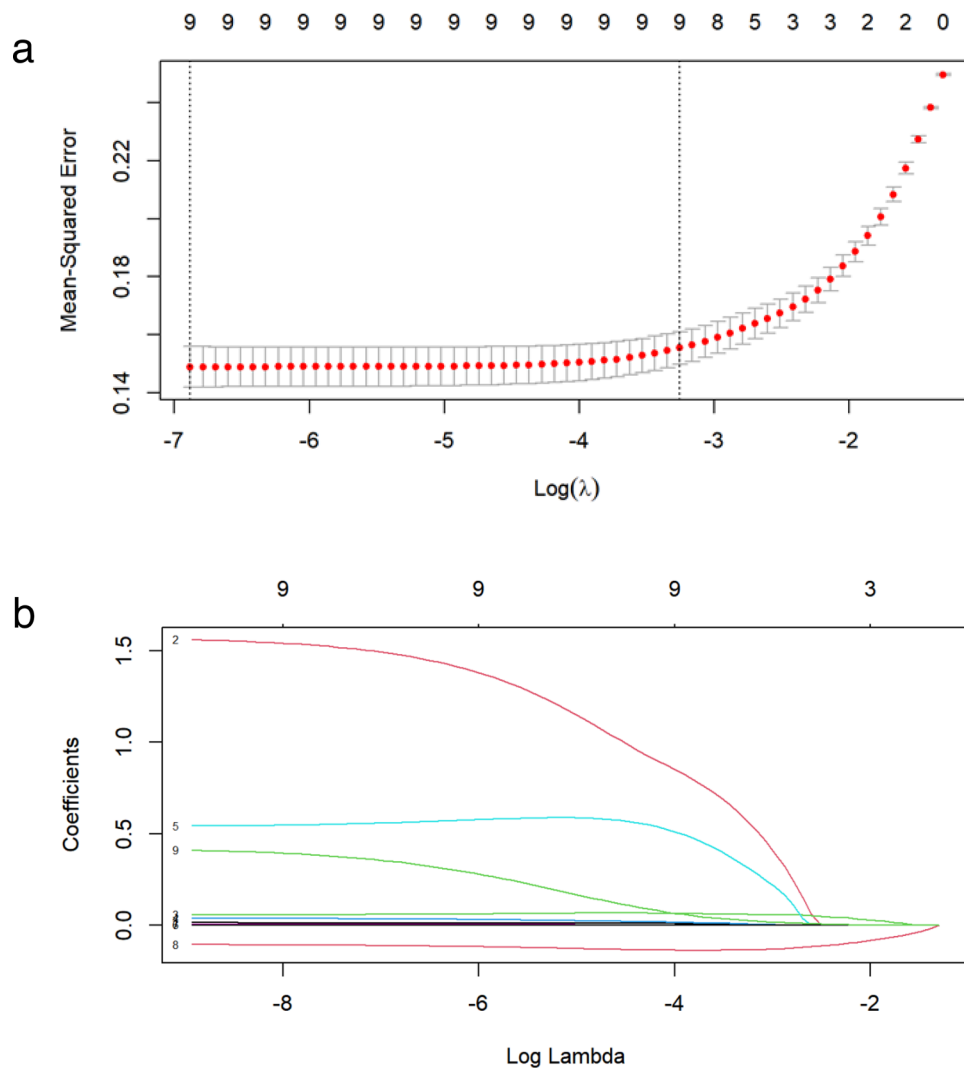 a
9 9 9 9 9 9 9 9 9 9 9 9 9 9 8 5 3 3 2 2 0
Mean-Squared Error
0.22
0.18
0.14
-7 -6 -5 -4 -3 -2
Log(λ)
b
9 9 9 3
Coefficients
1.5
1.0
0.5
0.0
2
5
9
8
-8 -6 -4 -2
Log Lambda